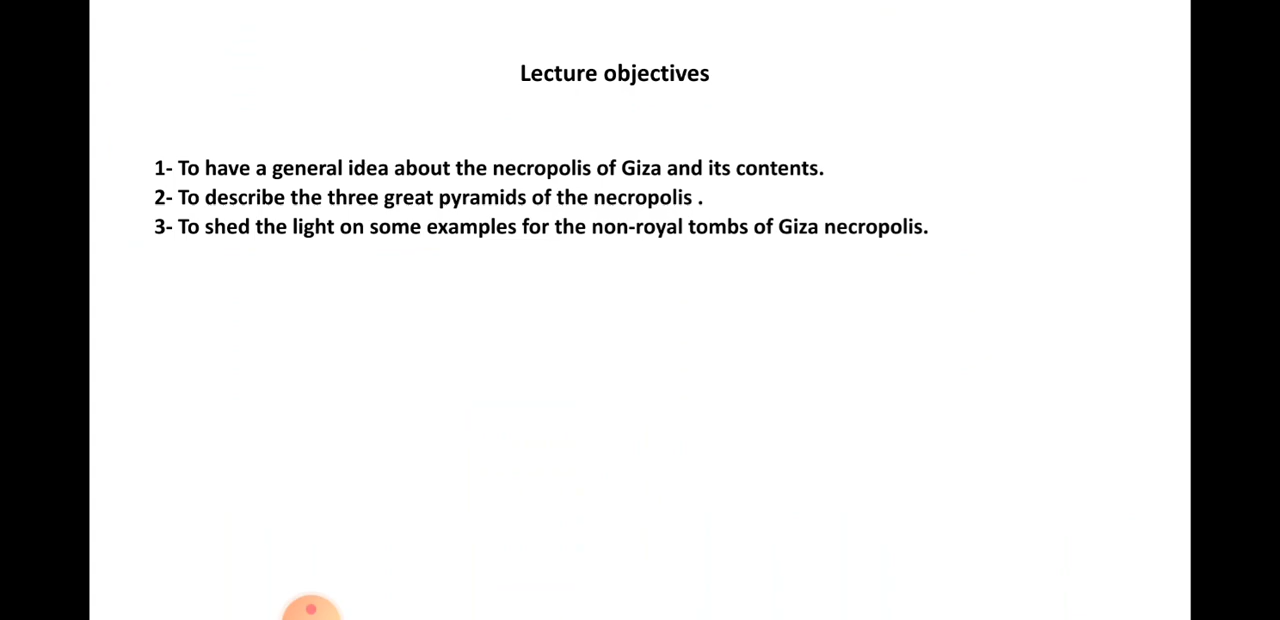 Lecture objectives
1- To have a general idea about the necropolis of Giza and its contents.
2- To describe the three great pyramids of the necropolis .
3- To shed the light on some examples for the non-royal tombs of Giza necropolis.